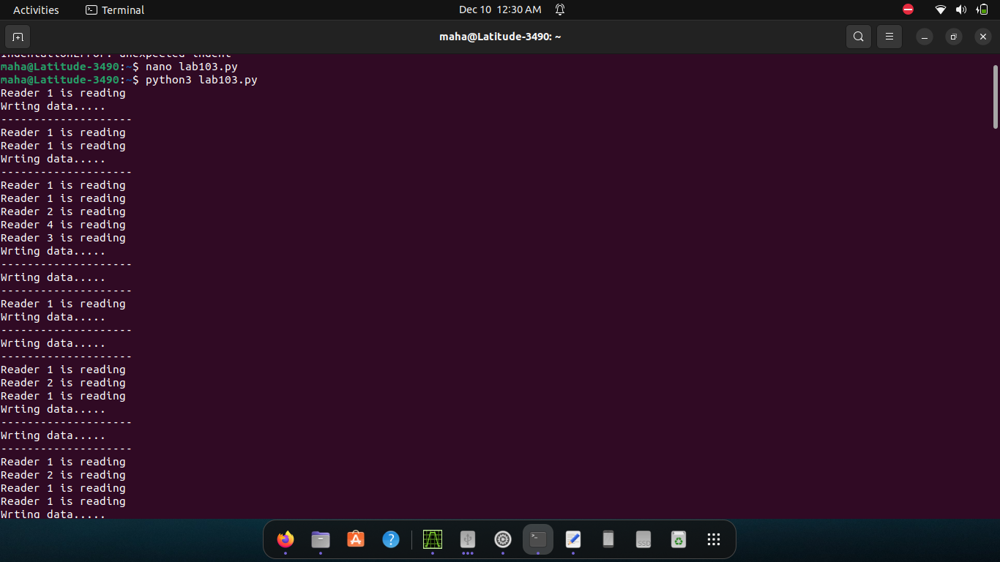 Activities
Terminal
Dec 10 12:30 AM
maha@Latitude-3490: ~
IndentationError: unexpected indent
maha@Latitude-3490:~$ nano lab103.py
maha@Latitude-3490:~$ python3 lab103.py
Reader 1 is reading
Wrting data.....
--------------------
Reader 1 is reading
Reader 1 is reading
Wrting data.....
--------------------
Reader 1 is reading
Reader 1 is reading
Reader 2 is reading
Reader 4 is reading
Reader 3 is reading
Wrting data.....
--------------------
Wrting data.....
--------------------
Reader 1 is reading
Wrting data.....
--------------------
Wrting data.....
--------------------
Reader 1 is reading
Reader 2 is reading
Reader 1 is reading
Wrting data.....
--------------------
Wrting data.....
--------------------
Reader 1 is reading
Reader 2 is reading
Reader 1 is reading
Reader 1 is reading
Wrting data.....
SSD